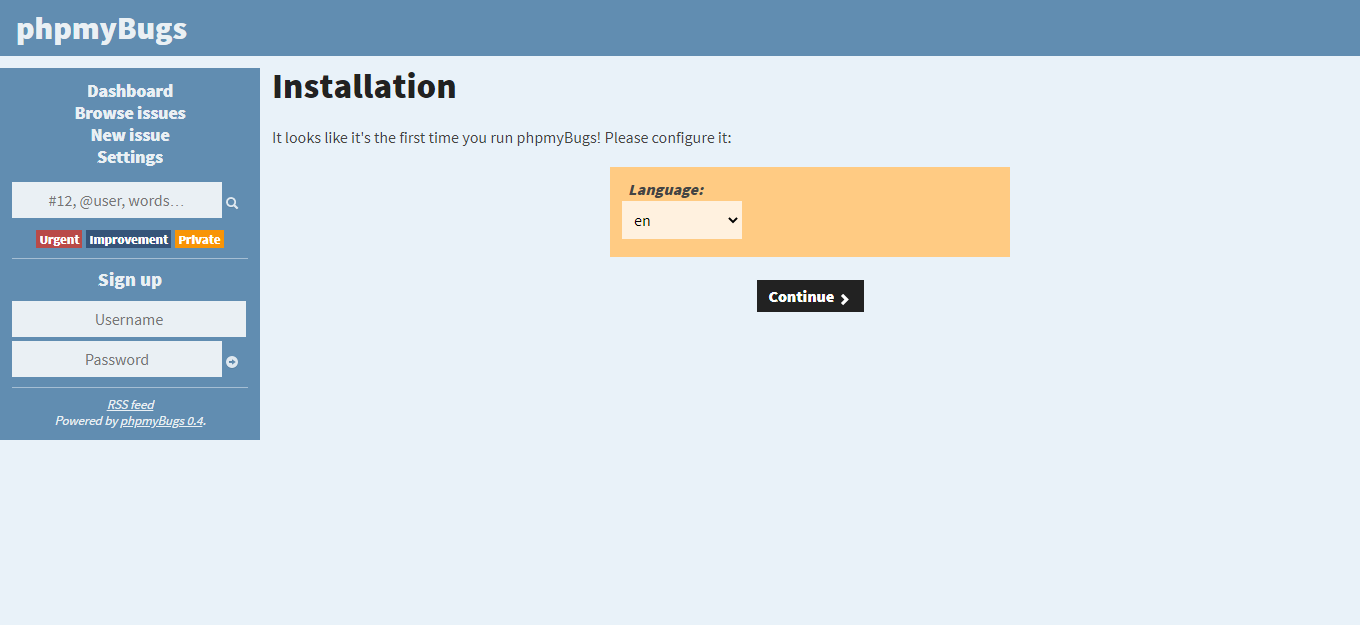 phpmyBugs
Dashboard
Browse issues
New issue
Settings
#12, @user, words…
Urgent Improvement Private
Sign up
Username
Password
RSS feed
Powered by phpmyBugs 0.4.
Installation
It looks like it's the first time you run phpmyBugs! Please configure it:
Language:
en
Continue